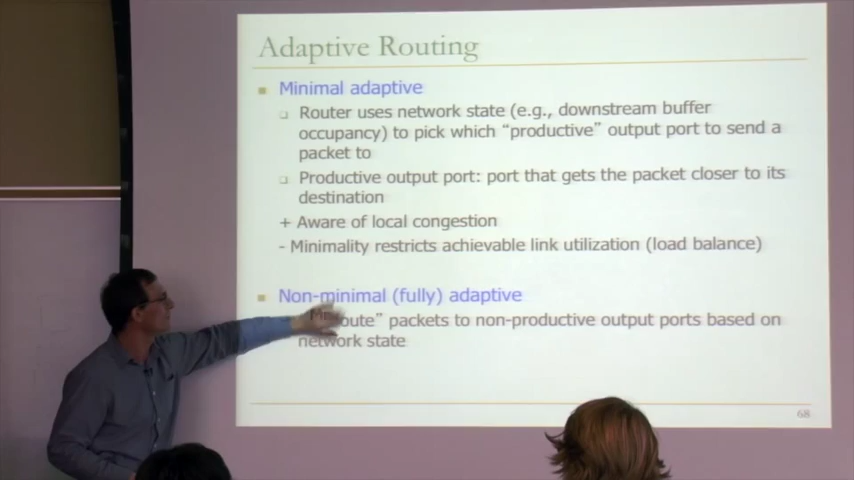 Adaptive Routing
Minimal adaptive
Router uses network state (e.g., downstream buffer
occupancy) to pick which "productive" output port to send a
packet to
Productive output port: port that gets the packet closer to its
destination
+ Aware of local congestion
- Minimality restricts achievable link utilization (load balance)
Non-minimal (fully) adaptive
packets to non-productive output ports based on
network state
68